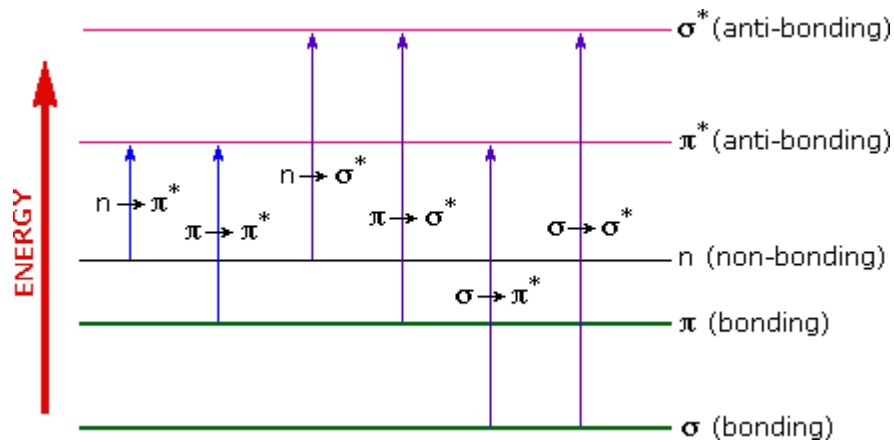 σ* (anti-bonding)
π* (anti-bonding)
n→σ*
n→π*
π→π*
π→σ*
σ→σ*
n (non-bonding)
σ→π*
π (bonding)
σ (bonding)
ENERGY